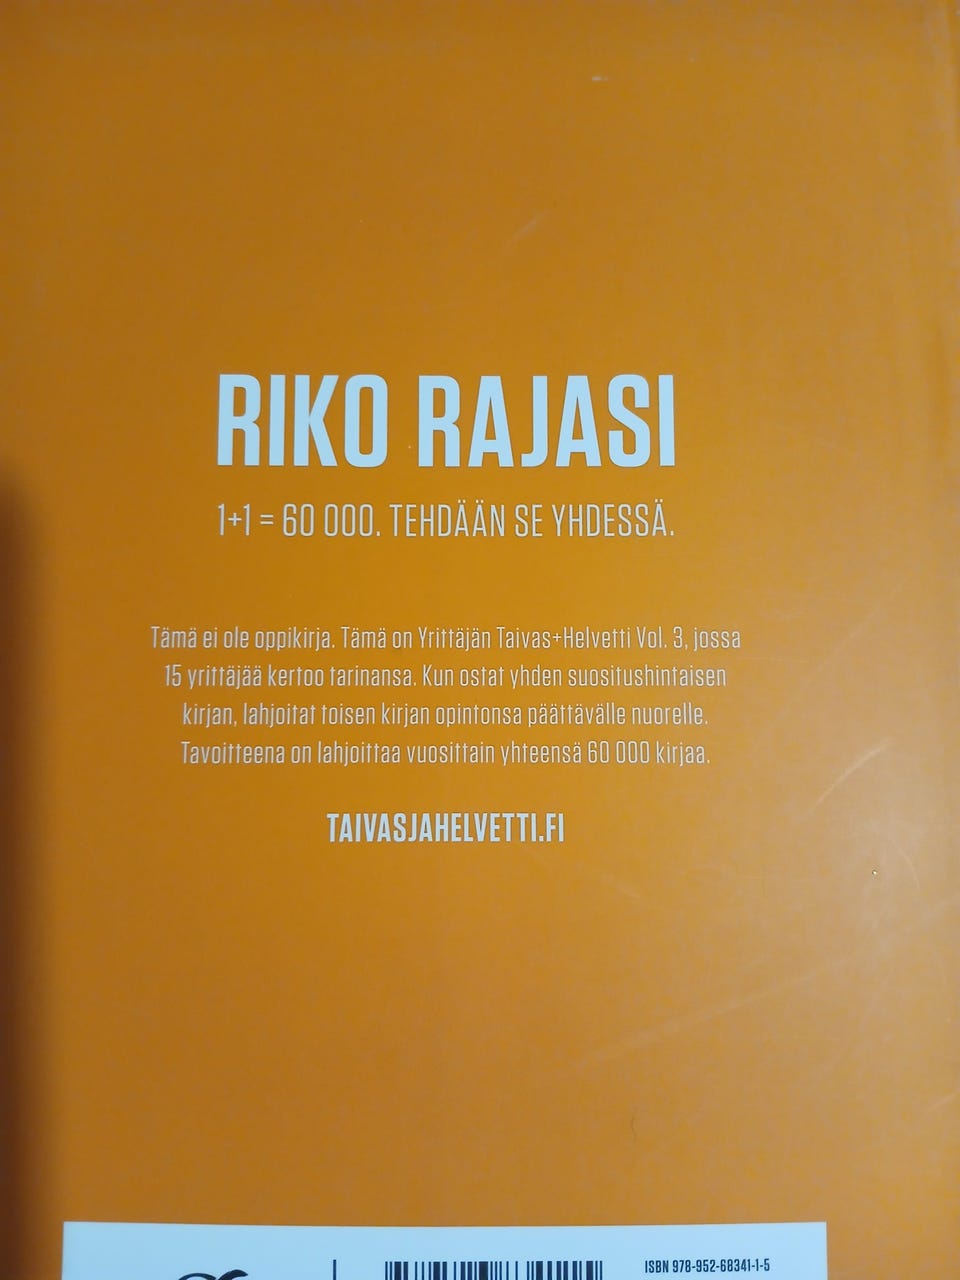 RIKO RAJASI
1+1 = 60 000. TEHDÄÄN SE YHDESSÄ.
Tämä ei ole oppikirja. Tämä on Yrittäjän Taivas+Helvetti Vol. 3, jossa
15 yrittäjää kertoo tarinansa. Kun ostat yhden suositushintaisen
kirjan, lahjoitat toisen kirjan opintonsa päättävälle nuorelle.
Tavoitteena on lahjoittaa vuosittain yhteensä 60 000 kirjaa.
TAIVASJAHELVETTI.FI
ISBN 978-952-68341-1-5